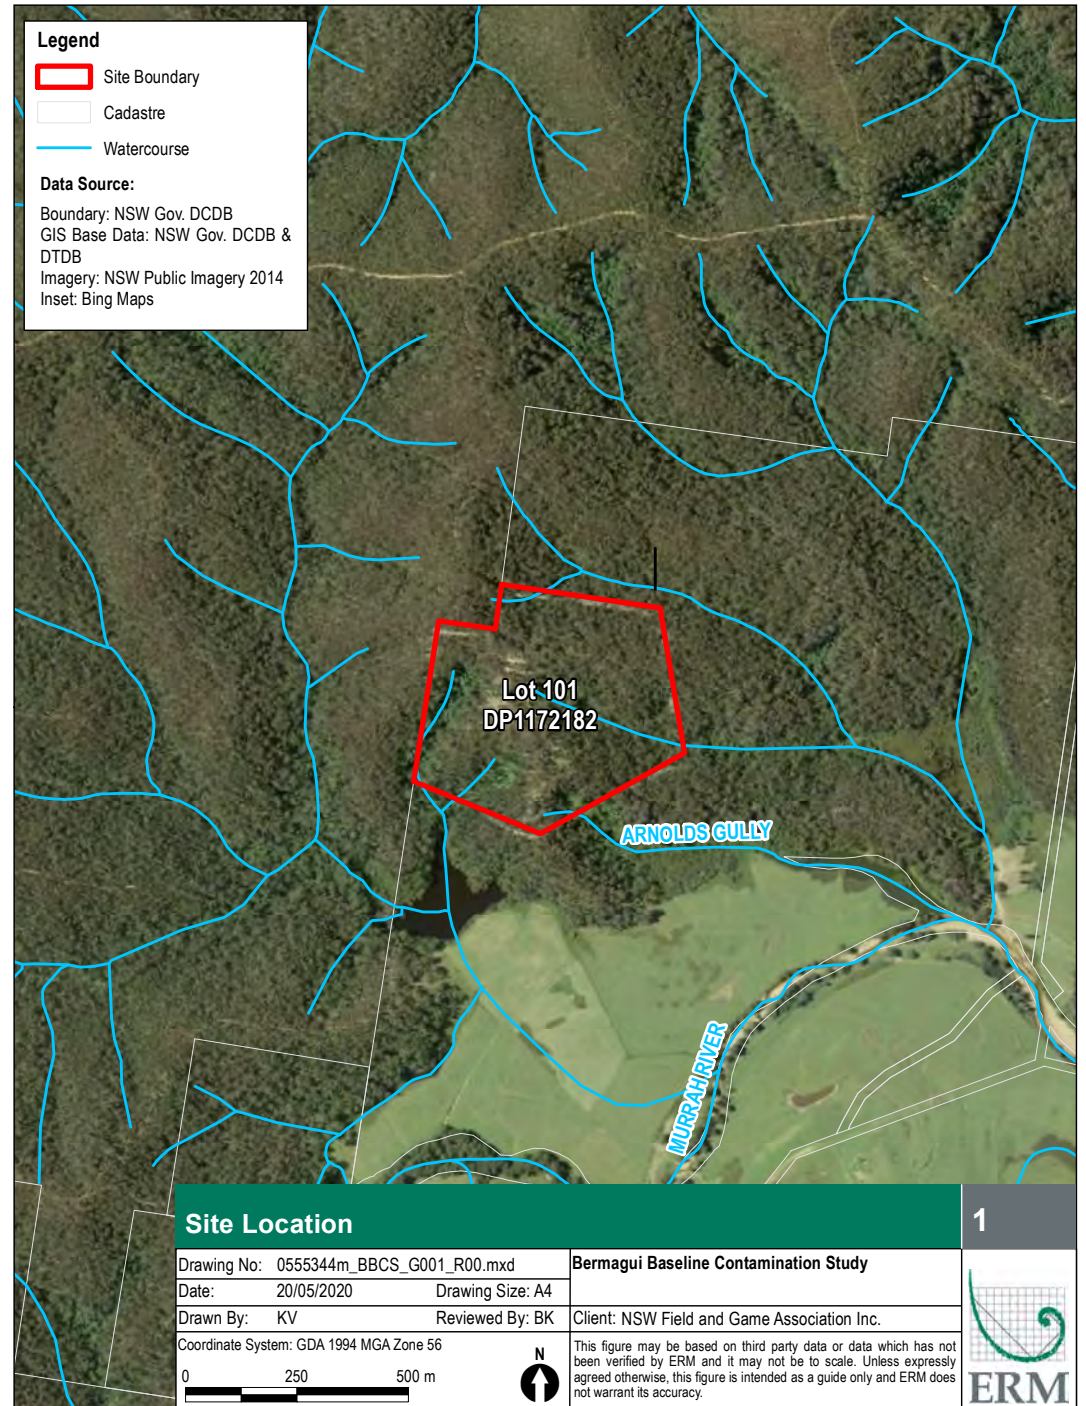 Legend
Site Boundary
Cadastre
Watercourse
Data Source:
Boundary: NSW Gov. DCDB
GIS Base Data: NSW Gov. DCDB &
DTDB
Imagery: NSW Public Imagery 2014
Inset: Bing Maps
Lot 101
DP1172182
ARNOLDS GULLY
MURRAH RIVER
Site Location
1
Drawing No: 0555344m_BBCS_G001_R00.mxd
Date: 20/05/2020 Drawing Size: A4
Drawn By: KV Reviewed By: BK
Coordinate System: GDA 1994 MGA Zone 56
0 250 500 m
N
Bermagui Baseline Contamination Study
Client: NSW Field and Game Association Inc.
This figure may be based on third party data or data which has not
been verified by ERM and it may not be to scale. Unless expressly
agreed otherwise, this figure is intended as a guide only and ERM does
not warrant its accuracy.
ERM